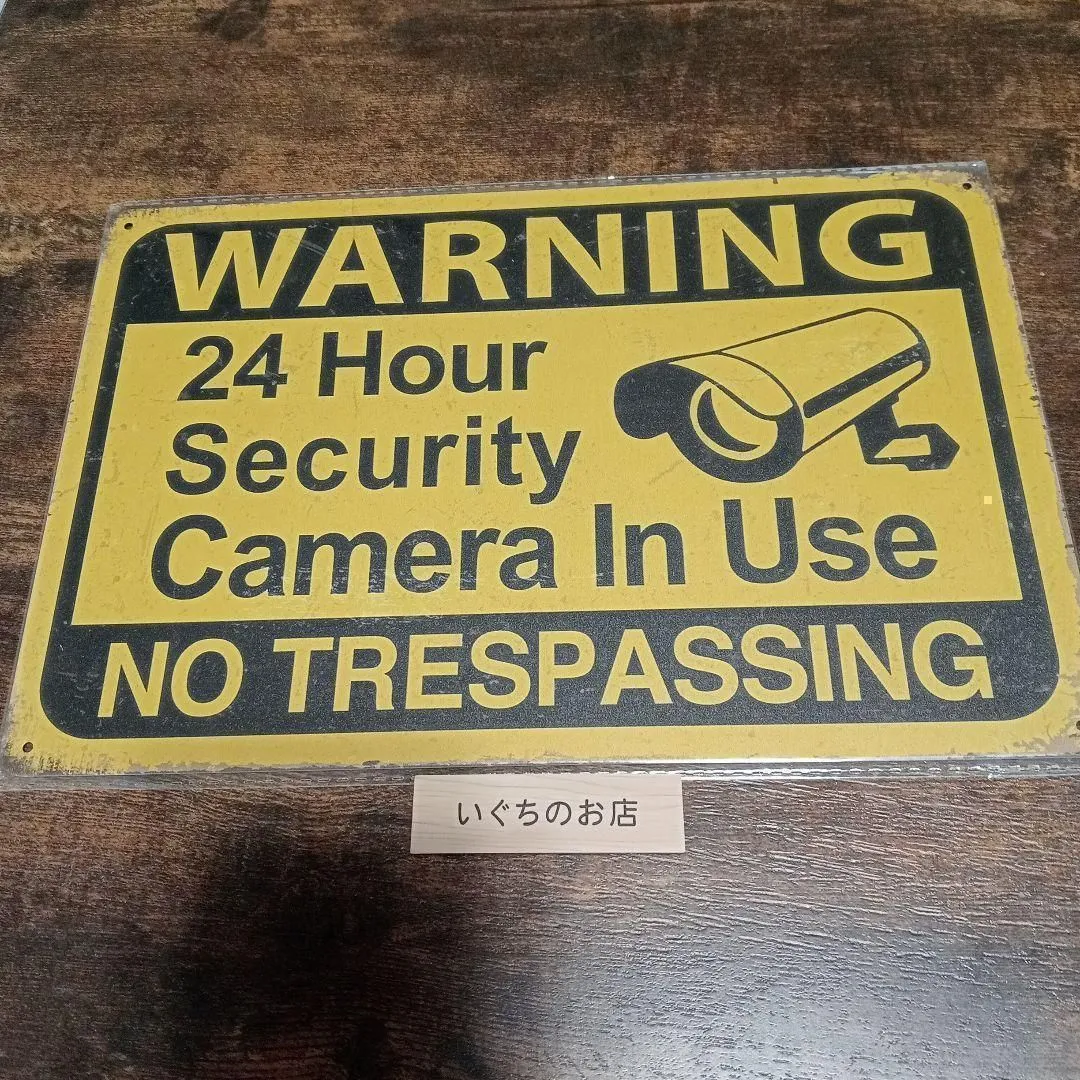 WARNING
24 Hour
Security
Camera In Use
NO TRESPASSING
いぐちのお店